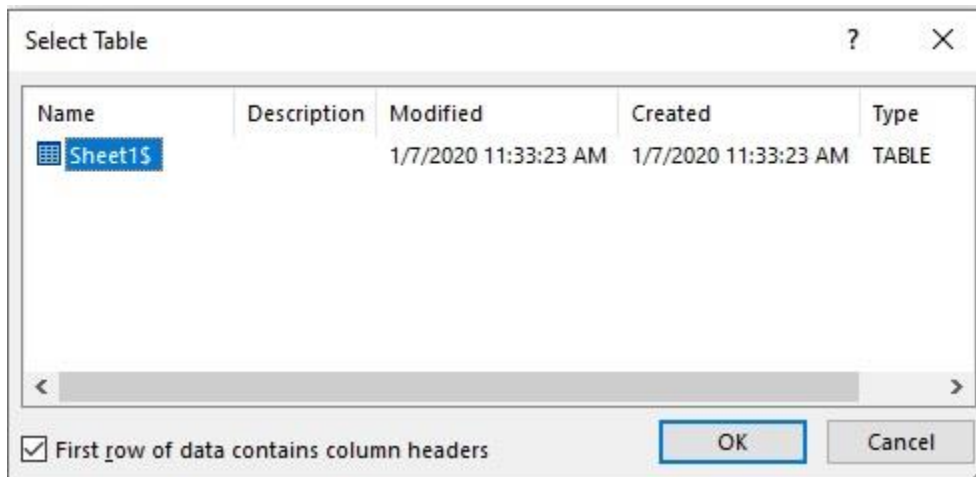 Select Table ?
Name Description Modified Created Type
Sheet1$ 1/7/2020 11:33:23 AM 1/7/2020 11:33:23 AM TABLE
First row of data contains column headers OK Cancel